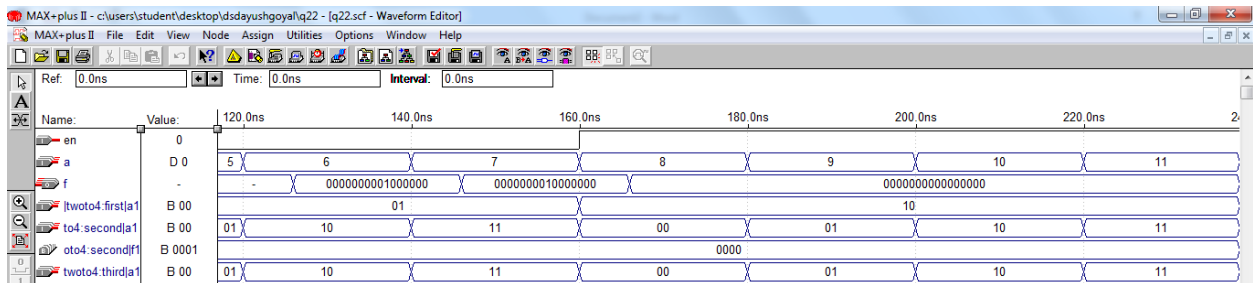 MAX+plus II - c:\users\student\desktop\dsdayushgoyal\q22 - [q22.scf - Waveform Editor]
MAX+plus II File Edit View Node Assign Utilities Options Window Help
Ref: 0.0ns Time: 0.0ns Interval: 0.0ns
Name: Value: 120.0ns 140.0ns 160.0ns 180.0ns 200.0ns 220.0ns 2
en 0
a D 0 5 6 7 8 9 10 11
f - - 0000000001000000 0000000010000000 0000000000000000
|twoto4:first|a1 B 00 01 10
to4:second|a1 B 00 01 10 11 00 01 10 11
oto4:second|f1 B 0001 0000
twoto4:third|a1 B 00 01 10 11 00 01 10 11